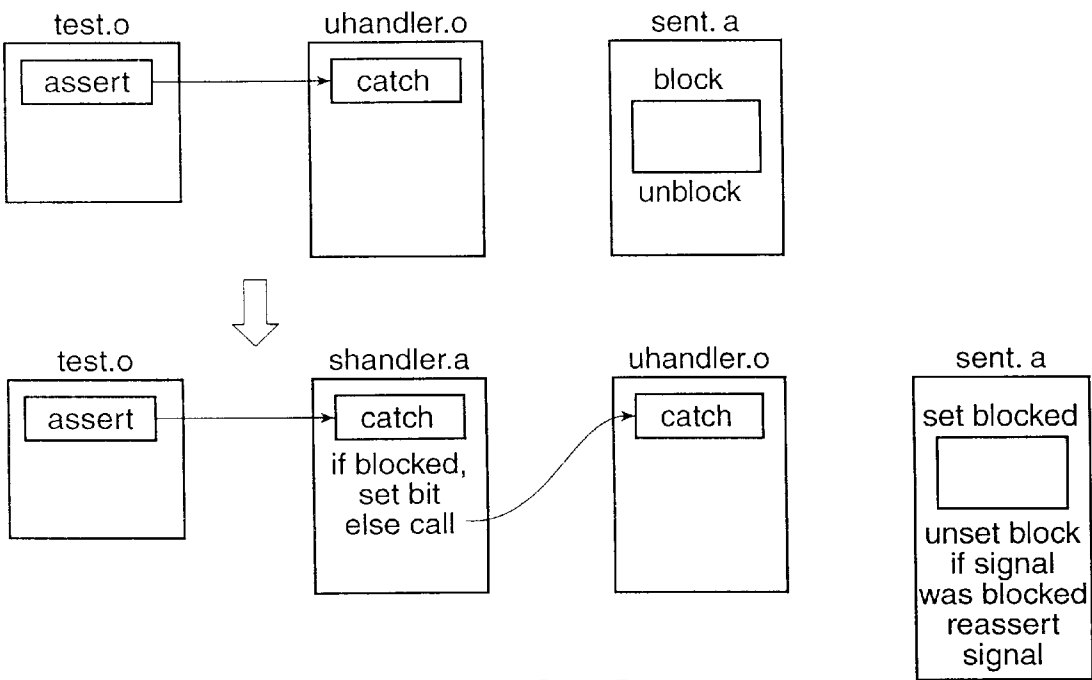 test.o
uhandler.o
sent. a
assert
catch
block
unblock
test.o
shandler.a
uhandler.o
sent. a
assert
catch
if blocked,
set bit
else call
catch
set blocked
unset block
if signal
was blocked
reassert
signal